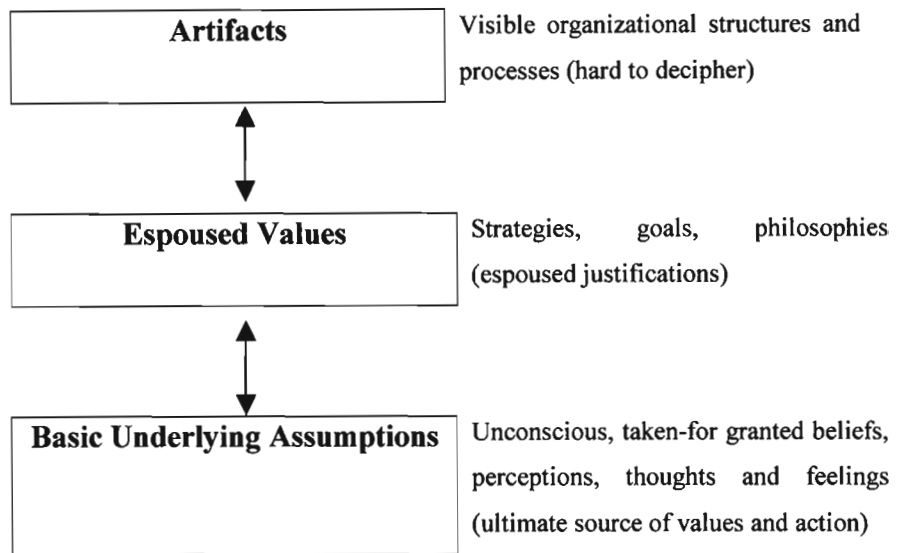 Artifacts
Visible organizational structures and
processes (hard to decipher)
Espoused Values
Strategies, goals, philosophies
(espoused justifications)
Basic Underlying Assumptions
Unconscious, taken-for granted beliefs,
perceptions, thoughts and feelings
(ultimate source of values and action)